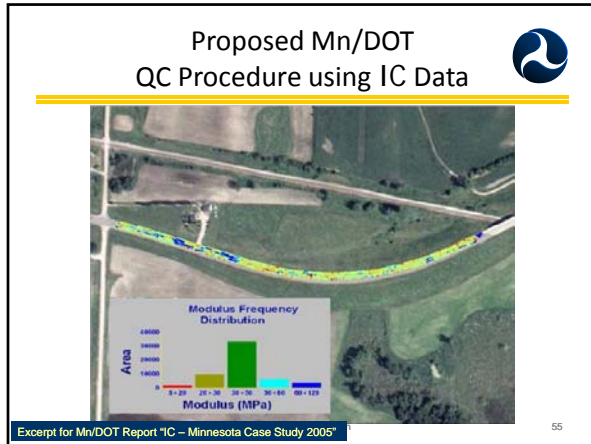 Proposed Mn/DOT
QC Procedure using IC Data
Modulus Frequency
Distribution
Area
0
Modulus (MPa)
Excerpt for Mn/DOT Report “IC – Minnesota Case Study 2005”
55